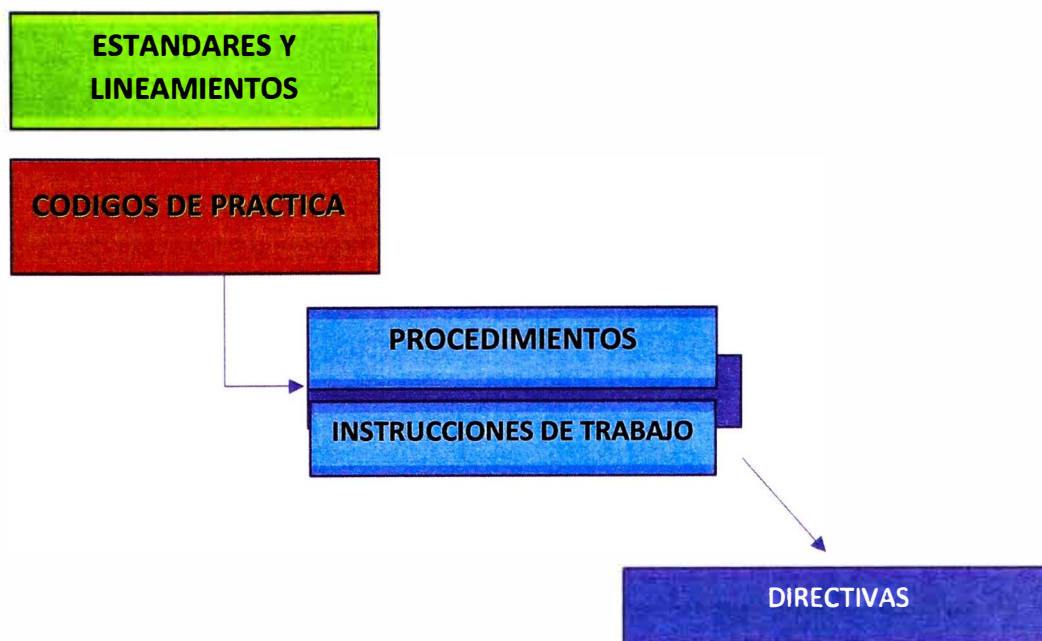 ESTANDARES Y
LINEAMIENTOS
CODIGOS DE PRACTICA
PROCEDIMIENTOS
INSTRUCCIONES DE TRABAJO
DIRECTIVAS